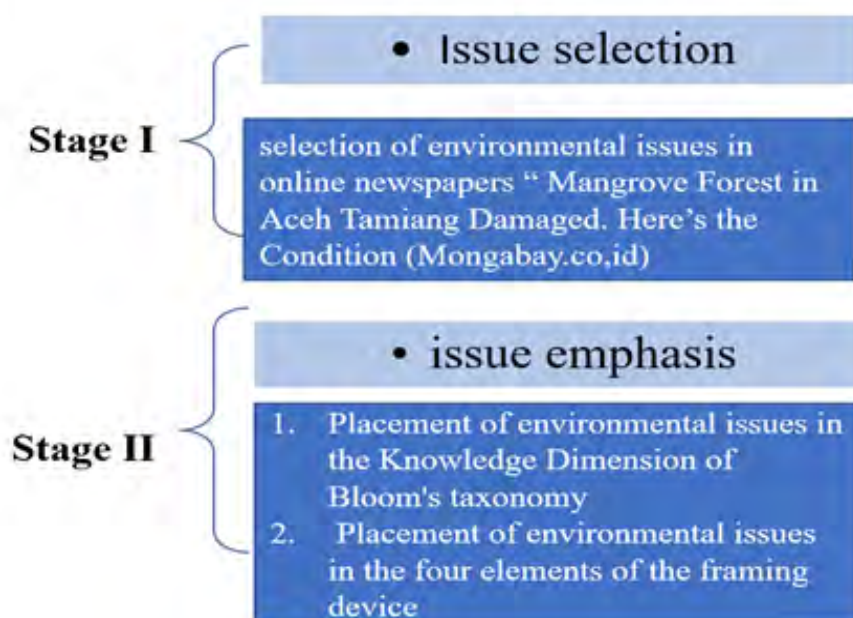 • Issue selection
Stage I
selection of environmental issues in
online newspapers “ Mangrove Forest in
Aceh Tamiang Damaged. Here’s the
Condition (Mongabay.co,id)
• issue emphasis
Stage II
1. Placement of environmental issues in
the Knowledge Dimension of
Bloom's taxonomy
2. Placement of environmental issues
in the four elements of the framing
device